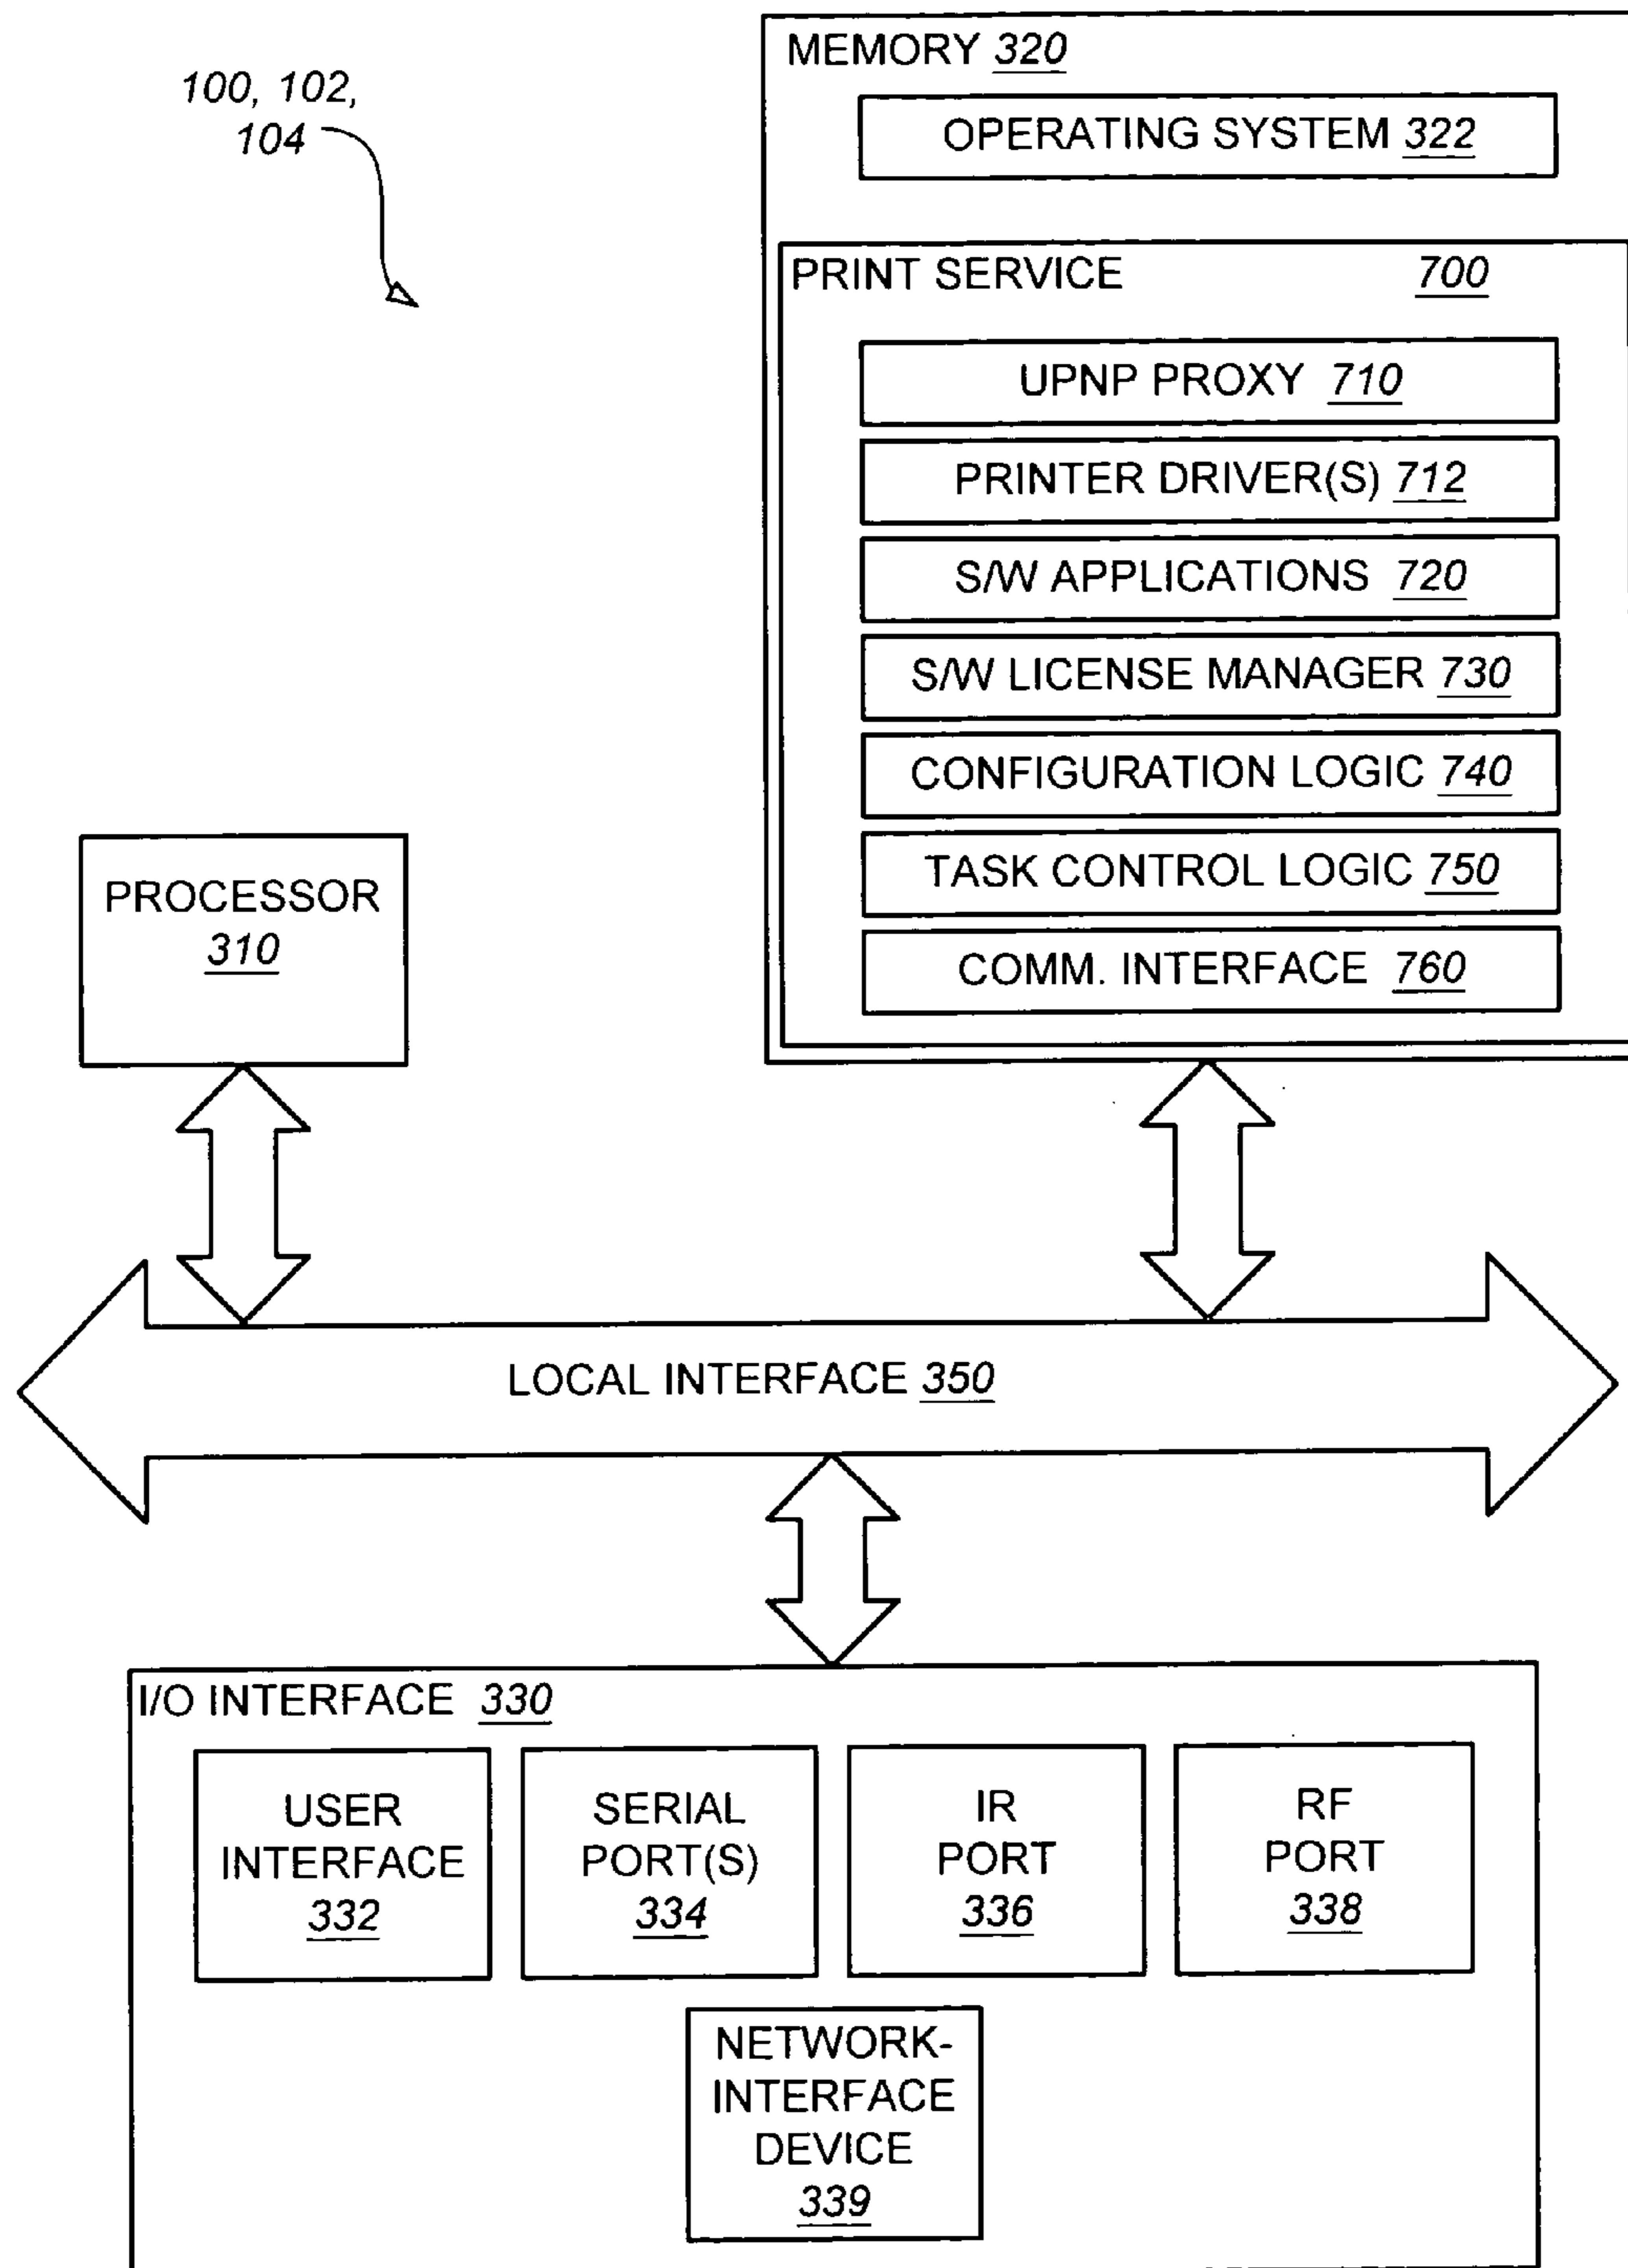 100, 102,
104
MEMORY 320
OPERATING SYSTEM 322
PRINT SERVICE 700
UPNP PROXY 710
PRINTER DRIVER(S) 712
S/W APPLICATIONS 720
S/W LICENSE MANAGER 730
CONFIGURATION LOGIC 740
TASK CONTROL LOGIC 750
COMM. INTERFACE 760
PROCESSOR
310
LOCAL INTERFACE 350
I/O INTERFACE 330
USER
INTERFACE
332
SERIAL
PORT(S)
334
IR
PORT
336
RF
PORT
338
NETWORK-
INTERFACE
DEVICE
339